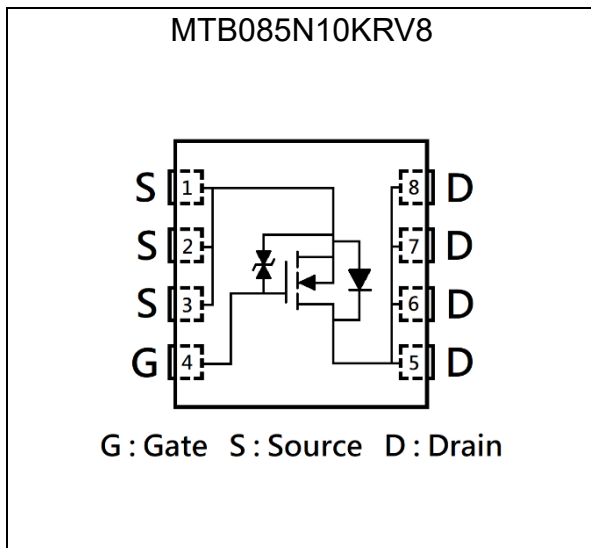 MTB085N10KRV8
S 1 8 D
S 2 7 D
S 3 6 D
G 4 5 D
G : Gate S : Source D : Drain